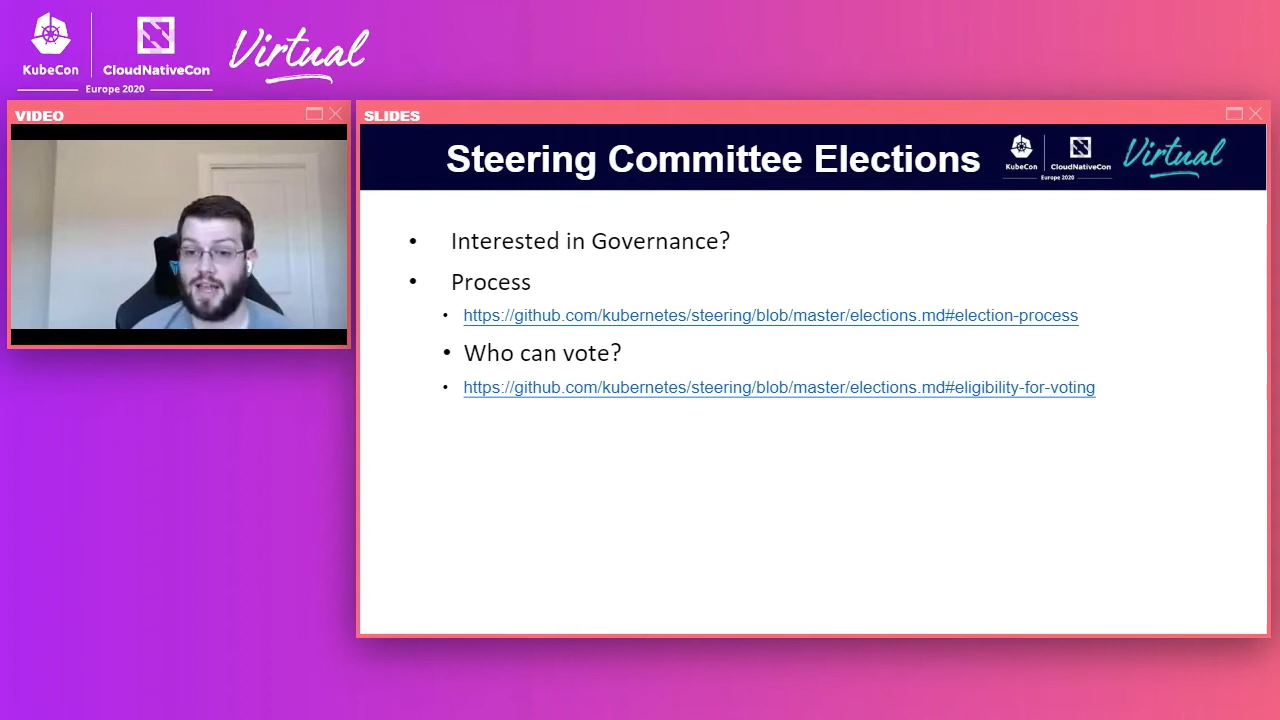 KubeCon
CloudNativeCon
Europe 2020
Virtual
VIDEO
SLIDES
Steering Committee Elections
KubeCon
CloudNativeCon
Europe 2020
Virtual
• Interested in Governance?
• Process
• https://github.com/kubernetes/steering/blob/master/elections.md#election-process
• Who can vote?
• https://github.com/kubernetes/steering/blob/master/elections.md#eligibility-for-voting